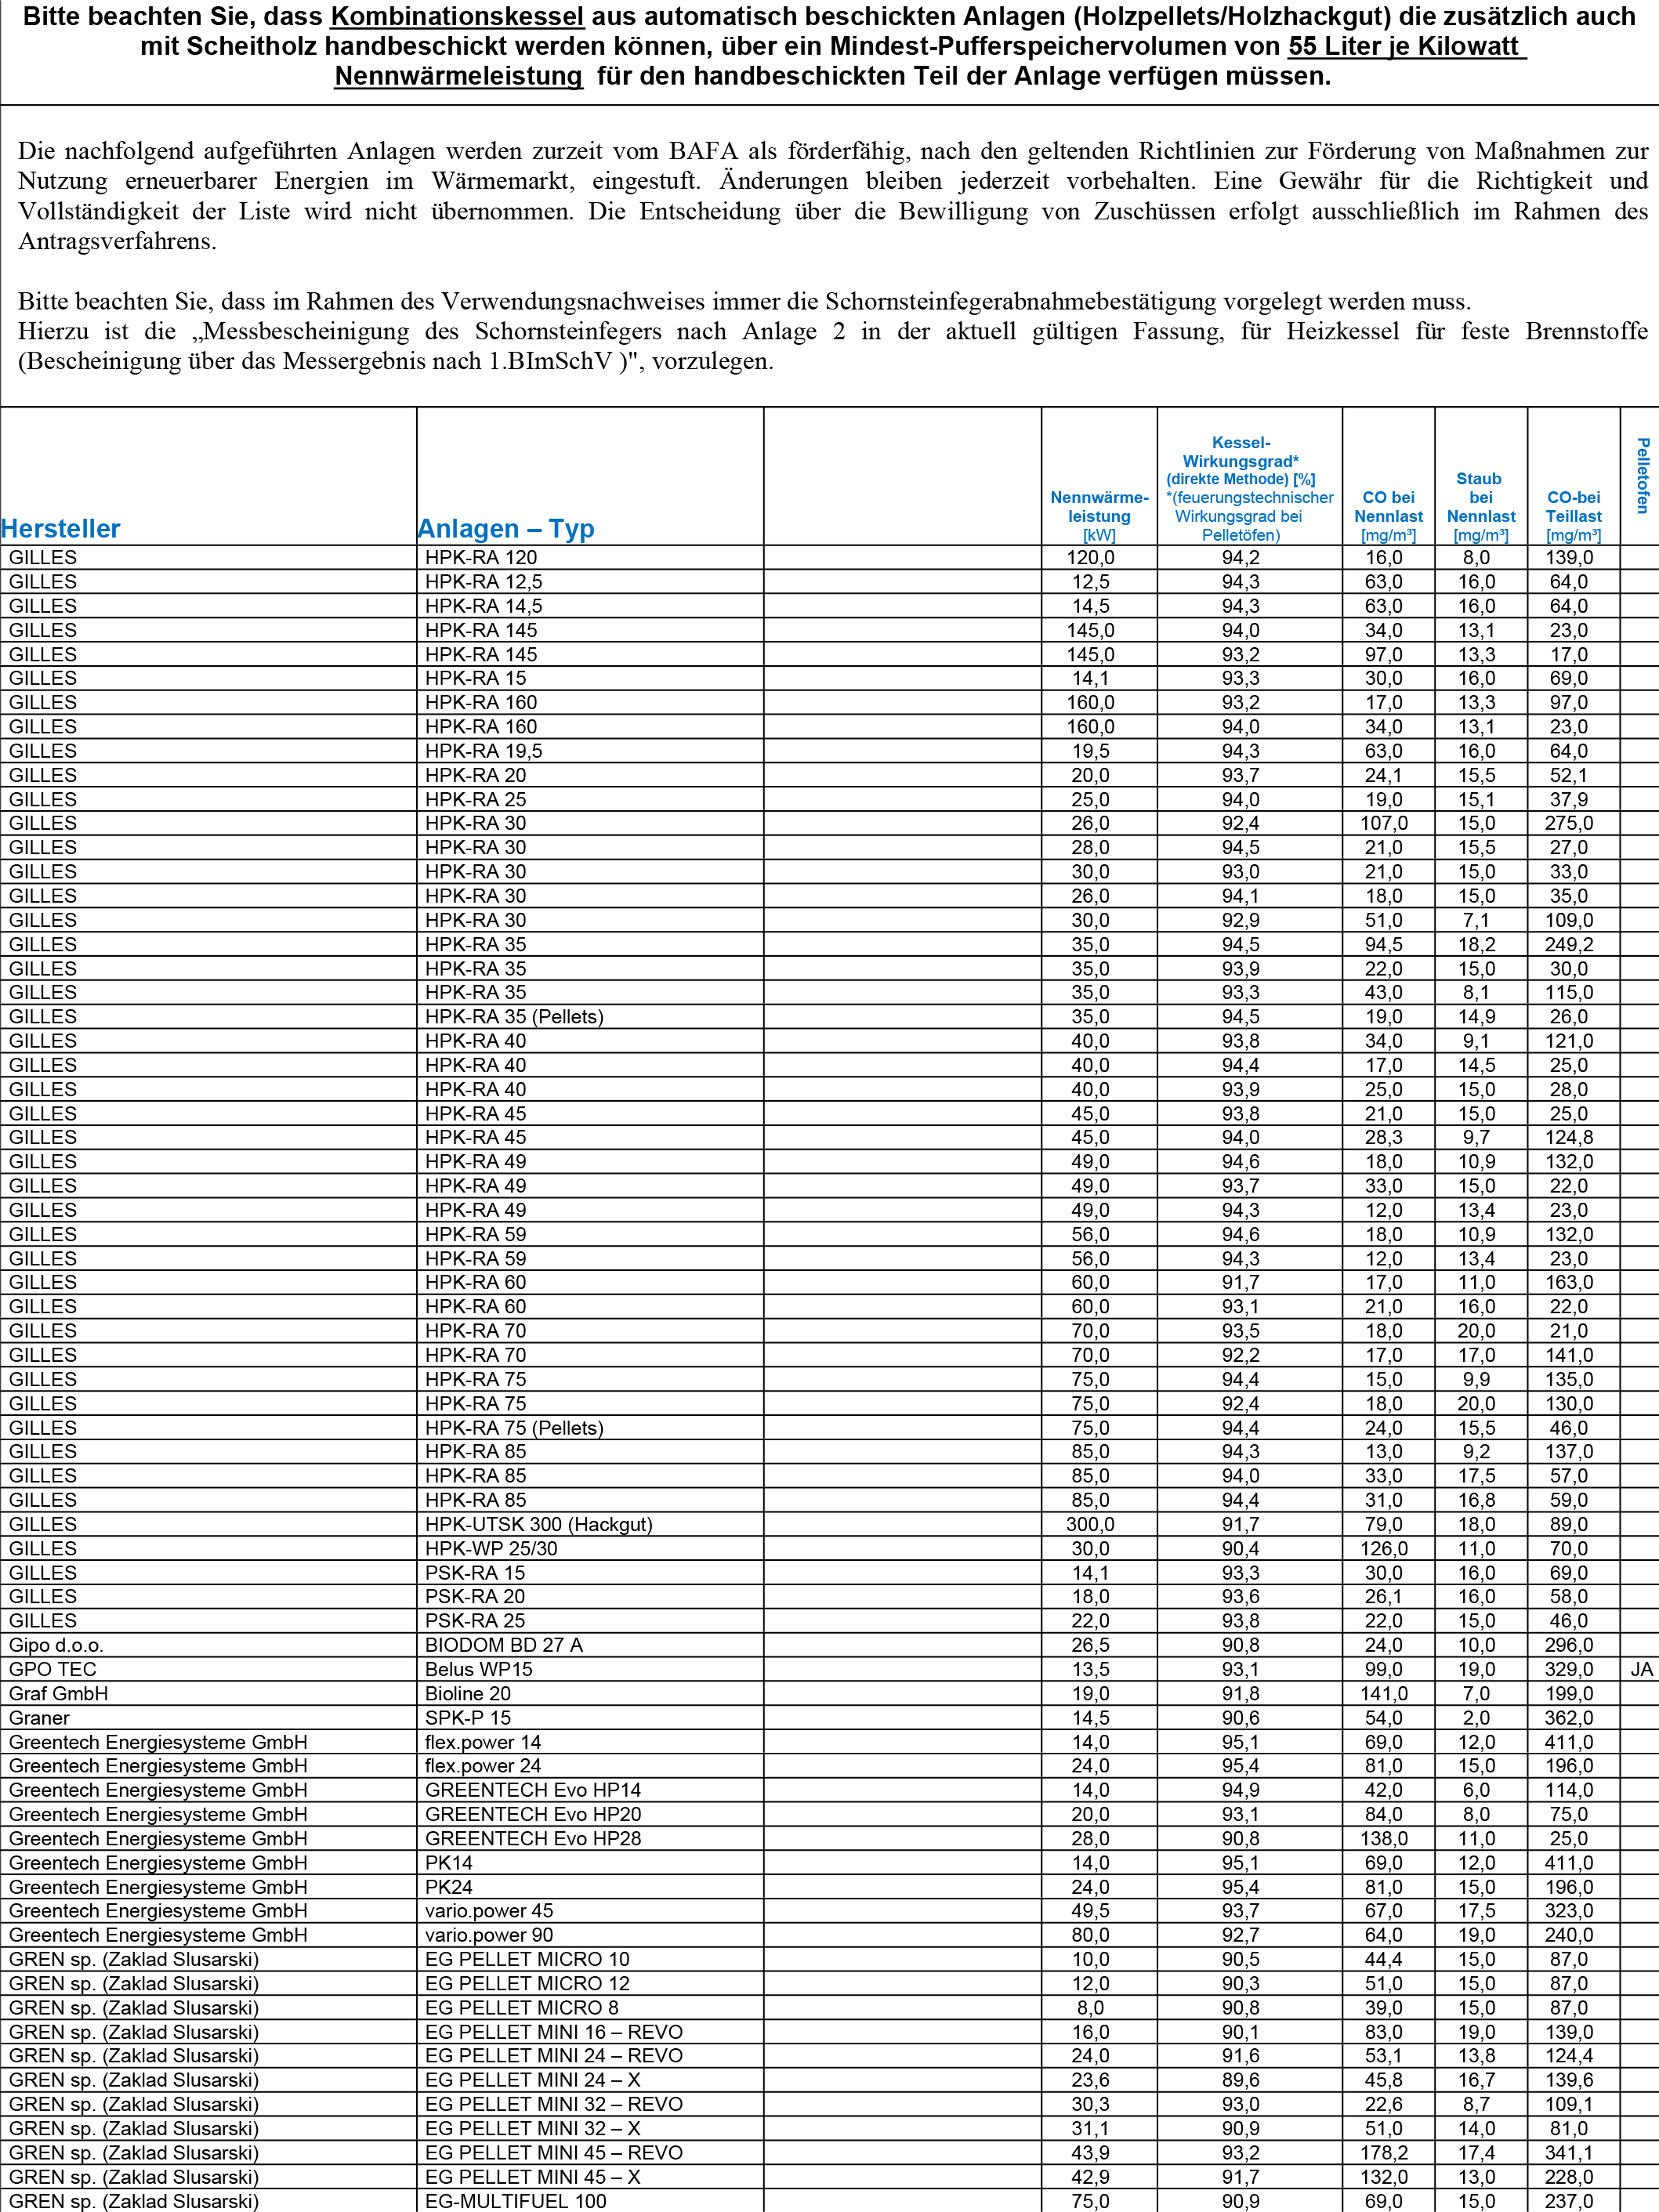 Bitte beachten Sie, dass Kombinationskessel aus automatisch beschickten Anlagen (Holzpellets/Holzhackgut) die zusätzlich auch
mit Scheitholz handbeschickt werden können, über ein Mindest-Pufferspeichervolumen von 55 Liter je Kilowatt
Nennwärmeleistung für den handbeschickten Teil der Anlage verfügen müssen.
Die nachfolgend aufgeführten Anlagen werden zurzeit vom BAFA als förderfähig, nach den geltenden Richtlinien zur Förderung von Maßnahmen zur
Nutzung erneuerbarer Energien im Wärmemarkt, eingestuft. Änderungen bleiben jederzeit vorbehalten. Eine Gewähr für die Richtigkeit und
Vollständigkeit der Liste wird nicht übernommen. Die Entscheidung über die Bewilligung von Zuschüssen erfolgt ausschließlich im Rahmen des
Antragsverfahrens.
Bitte beachten Sie, dass im Rahmen des Verwendungsnachweises immer die Schornsteinfegerabnahmebestätigung vorgelegt werden muss.
Hierzu ist die „Messbescheinigung des Schornsteinfegers nach Anlage 2 in der aktuell gültigen Fassung, für Heizkessel für feste Brennstoffe
(Bescheinigung über das Messergebnis nach 1.BImSchV )", vorzulegen.
Hersteller
Anlagen – Typ
Nennwärme-
leistung
[kW]
Kessel-
Wirkungsgrad*
(direkte Methode) [%]
*(feuerungstechnischer
Wirkungsgrad bei
Pelletöfen)
CO bei
Nennlast
[mg/m³]
Staub
bei
Nennlast
[mg/m³]
CO-bei
Teillast
[mg/m³]
Pelletofen
GILLES HPK-RA 120 120,0 94,2 16,0 8,0 139,0
GILLES HPK-RA 12,5 12,5 94,3 63,0 16,0 64,0
GILLES HPK-RA 14,5 14,5 94,3 63,0 16,0 64,0
GILLES HPK-RA 145 145,0 94,0 34,0 13,1 23,0
GILLES HPK-RA 145 145,0 93,2 97,0 13,3 17,0
GILLES HPK-RA 15 14,1 93,3 30,0 16,0 69,0
GILLES HPK-RA 160 160,0 93,2 17,0 13,3 97,0
GILLES HPK-RA 160 160,0 94,0 34,0 13,1 23,0
GILLES HPK-RA 19,5 19,5 94,3 63,0 16,0 64,0
GILLES HPK-RA 20 20,0 93,7 24,1 15,5 52,1
GILLES HPK-RA 25 25,0 94,0 19,0 15,1 37,9
GILLES HPK-RA 30 26,0 92,4 107,0 15,0 275,0
GILLES HPK-RA 30 28,0 94,5 21,0 15,5 27,0
GILLES HPK-RA 30 30,0 93,0 21,0 15,0 33,0
GILLES HPK-RA 30 26,0 94,1 18,0 15,0 35,0
GILLES HPK-RA 30 30,0 92,9 51,0 7,1 109,0
GILLES HPK-RA 35 35,0 94,5 94,5 18,2 249,2
GILLES HPK-RA 35 35,0 93,9 22,0 15,0 30,0
GILLES HPK-RA 35 35,0 93,3 43,0 8,1 115,0
GILLES HPK-RA 35 (Pellets) 35,0 94,5 19,0 14,9 26,0
GILLES HPK-RA 40 40,0 93,8 34,0 9,1 121,0
GILLES HPK-RA 40 40,0 94,4 17,0 14,5 25,0
GILLES HPK-RA 40 40,0 93,9 25,0 15,0 28,0
GILLES HPK-RA 45 45,0 93,8 21,0 15,0 25,0
GILLES HPK-RA 45 45,0 94,0 28,3 9,7 124,8
GILLES HPK-RA 49 49,0 94,6 18,0 10,9 132,0
GILLES HPK-RA 49 49,0 93,7 33,0 15,0 22,0
GILLES HPK-RA 49 49,0 94,3 12,0 13,4 23,0
GILLES HPK-RA 59 56,0 94,6 18,0 10,9 132,0
GILLES HPK-RA 59 56,0 94,3 12,0 13,4 23,0
GILLES HPK-RA 60 60,0 91,7 17,0 11,0 163,0
GILLES HPK-RA 60 60,0 93,1 21,0 16,0 22,0
GILLES HPK-RA 70 70,0 93,5 18,0 20,0 21,0
GILLES HPK-RA 70 70,0 92,2 17,0 17,0 141,0
GILLES HPK-RA 75 75,0 94,4 15,0 9,9 135,0
GILLES HPK-RA 75 75,0 92,4 18,0 20,0 130,0
GILLES HPK-RA 75 (Pellets) 75,0 94,4 24,0 15,5 46,0
GILLES HPK-RA 85 85,0 94,3 13,0 9,2 137,0
GILLES HPK-RA 85 85,0 94,0 33,0 17,5 57,0
GILLES HPK-RA 85 85,0 94,4 31,0 16,8 59,0
GILLES HPK-UTSK 300 (Hackgut) 300,0 91,7 79,0 18,0 89,0
GILLES HPK-WP 25/30 30,0 90,4 126,0 11,0 70,0
GILLES PSK-RA 15 14,1 93,3 30,0 16,0 69,0
GILLES PSK-RA 20 18,0 93,6 26,1 16,0 58,0
GILLES PSK-RA 25 22,0 93,8 22,0 15,0 46,0
Gipo d.o.o. BIODOM BD 27 A 26,5 90,8 24,0 10,0 296,0
GPO TEC Belus WP15 13,5 93,1 99,0 19,0 329,0 JA
Graf GmbH Bioline 20 19,0 91,8 141,0 7,0 199,0
Graner SPK-P 15 14,5 90,6 54,0 2,0 362,0
Greentech Energiesysteme GmbH flex.power 14 14,0 95,1 69,0 12,0 411,0
Greentech Energiesysteme GmbH flex.power 24 24,0 95,4 81,0 15,0 196,0
Greentech Energiesysteme GmbH GREENTECH Evo HP14 14,0 94,9 42,0 6,0 114,0
Greentech Energiesysteme GmbH GREENTECH Evo HP20 20,0 93,1 84,0 8,0 75,0
Greentech Energiesysteme GmbH GREENTECH Evo HP28 28,0 90,8 138,0 11,0 25,0
Greentech Energiesysteme GmbH PK14 14,0 95,1 69,0 12,0 411,0
Greentech Energiesysteme GmbH PK24 24,0 95,4 81,0 15,0 196,0
Greentech Energiesysteme GmbH vario.power 45 49,5 93,7 67,0 17,5 323,0
Greentech Energiesysteme GmbH vario.power 90 80,0 92,7 64,0 19,0 240,0
GREN sp. (Zaklad Slusarski) EG PELLET MICRO 10 10,0 90,5 44,4 15,0 87,0
GREN sp. (Zaklad Slusarski) EG PELLET MICRO 12 12,0 90,3 51,0 15,0 87,0
GREN sp. (Zaklad Slusarski) EG PELLET MICRO 8 8,0 90,8 39,0 15,0 87,0
GREN sp. (Zaklad Slusarski) EG PELLET MINI 16 – REVO 16,0 90,1 83,0 19,0 139,0
GREN sp. (Zaklad Slusarski) EG PELLET MINI 24 – REVO 24,0 91,6 53,1 13,8 124,4
GREN sp. (Zaklad Slusarski) EG PELLET MINI 24 – X 23,6 89,6 45,8 16,7 139,6
GREN sp. (Zaklad Slusarski) EG PELLET MINI 32 – REVO 30,3 93,0 22,6 8,7 109,1
GREN sp. (Zaklad Slusarski) EG PELLET MINI 32 – X 31,1 90,9 51,0 14,0 81,0
GREN sp. (Zaklad Slusarski) EG PELLET MINI 45 – REVO 43,9 93,2 178,2 17,4 341,1
GREN sp. (Zaklad Slusarski) EG PELLET MINI 45 – X 42,9 91,7 132,0 13,0 228,0
GREN sp. (Zaklad Slusarski) EG-MULTIFUEL 100 75,0 90,9 69,0 15,0 237,0